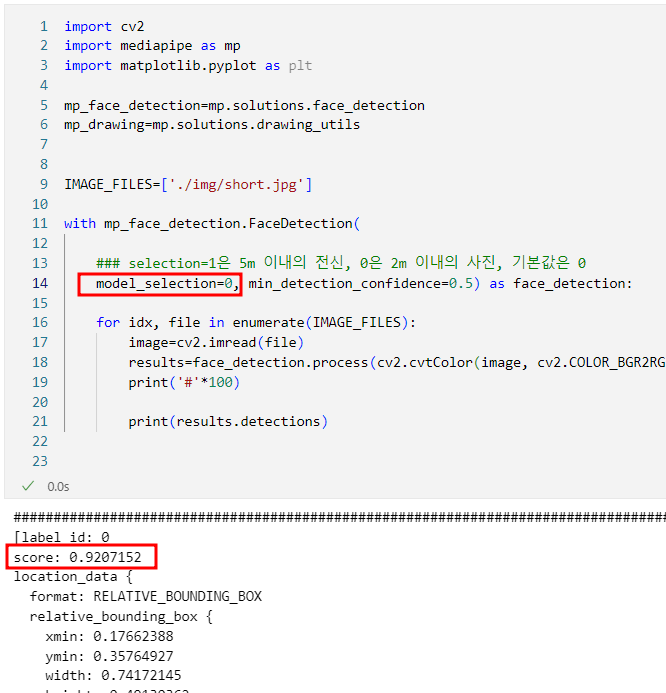 1 import cv2
2 import mediapipe as mp
3 import matplotlib.pyplot as plt
4
5 mp_face_detection=mp.solutions.face_detection
6 mp_drawing=mp.solutions.drawing_utils
7
8
9 IMAGE_FILES=['./img/short.jpg']
10
11 with mp_face_detection.FaceDetection(
12
13 ### selection=1은 5m 이내의 전신, 0은 2m 이내의 사진, 기본값은 0
14 model_selection=0, min_detection_confidence=0.5) as face_detection:
15
16 for idx, file in enumerate(IMAGE_FILES):
17 image=cv2.imread(file)
18 results=face_detection.process(cv2.cvtColor(image, cv2.COLOR_BGR2RG
19 print('#'*100)
20
21 print(results.detections)
22
23
0.0s
##################################################################################
[label_id: 0
score: 0.9207152
location_data {
format: RELATIVE_BOUNDING_BOX
relative_bounding_box {
xmin: 0.17662388
ymin: 0.35764927
width: 0.74172145